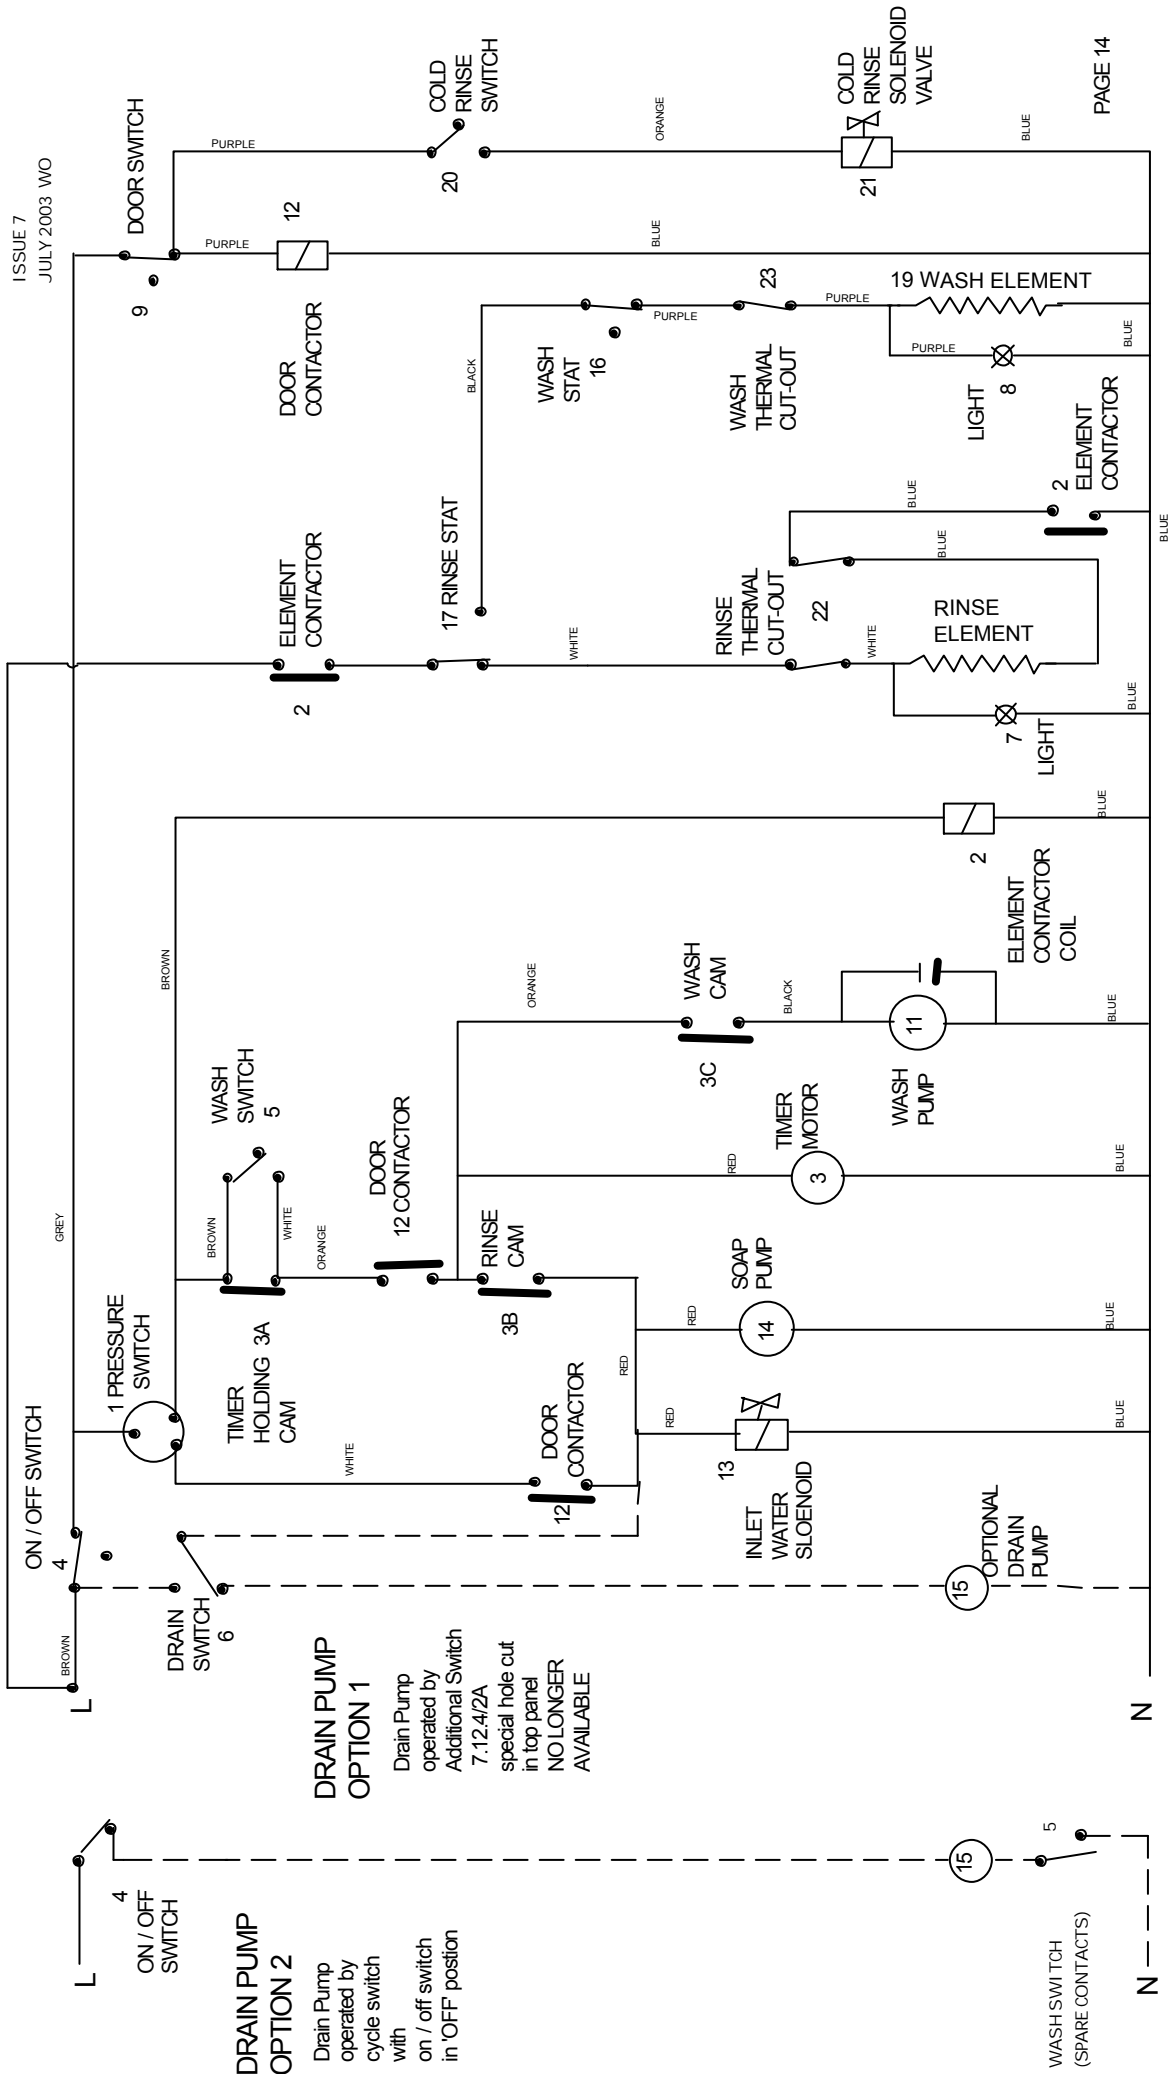 ISSUE 7
JULY 2003 WO
ON / OFF SWITCH
4
L
BROWN
GREY
1 PRESSURE
SWITCH
DRAIN
SWITCH
6
WHITE
BROWN
TIMER
HOLDING 3A
CAM
BROWN
WHITE
WASH
SWITCH
5
ORANGE
DOOR
12 CONTACTOR
RINSE
CAM
3B
DOOR
CONTACTOR
12
RED
RED
13
INLET
WATER
SLOENOID
BLUE
RED
SOAP
PUMP
14
BLUE
RED
TIMER
MOTOR
3
BLUE
ORANGE
WASH
CAM
3C
BLACK
11
WASH
PUMP
BLUE
2
ELEMENT
CONTACTOR
COIL
BLUE
ELEMENT
CONTACTOR
2
17 RINSE STAT
WHITE
RINSE
THERMAL
CUT-OUT
22
WHITE
RINSE
ELEMENT
7
LIGHT
BLUE
BLUE
BLUE
2
ELEMENT
CONTACTOR
BLUE
BLACK
WASH
STAT
16
PURPLE
WASH
THERMAL
CUT-OUT
23
PURPLE
19 WASH ELEMENT
PURPLE
LIGHT
8
BLUE
DOOR SWITCH
9
PURPLE
DOOR
CONTACTOR
12
BLUE
PURPLE
COLD
RINSE
SWITCH
20
ORANGE
COLD
RINSE
SOLENOID
VALVE
21
BLUE
15
OPTIONAL
DRAIN
PUMP
N
DRAIN PUMP
OPTION 1
Drain Pump
operated by
Additional Switch
7.12.4/2A
special hole cut
in top panel
NO LONGER
AVAILABLE
L
4
ON / OFF
SWITCH
DRAIN PUMP
OPTION 2
Drain Pump
operated by
cycle switch
with
on / off switch
in 'OFF' postion
15
5
WASH SWITCH
(SPARE CONTACTS)
N
PAGE 14